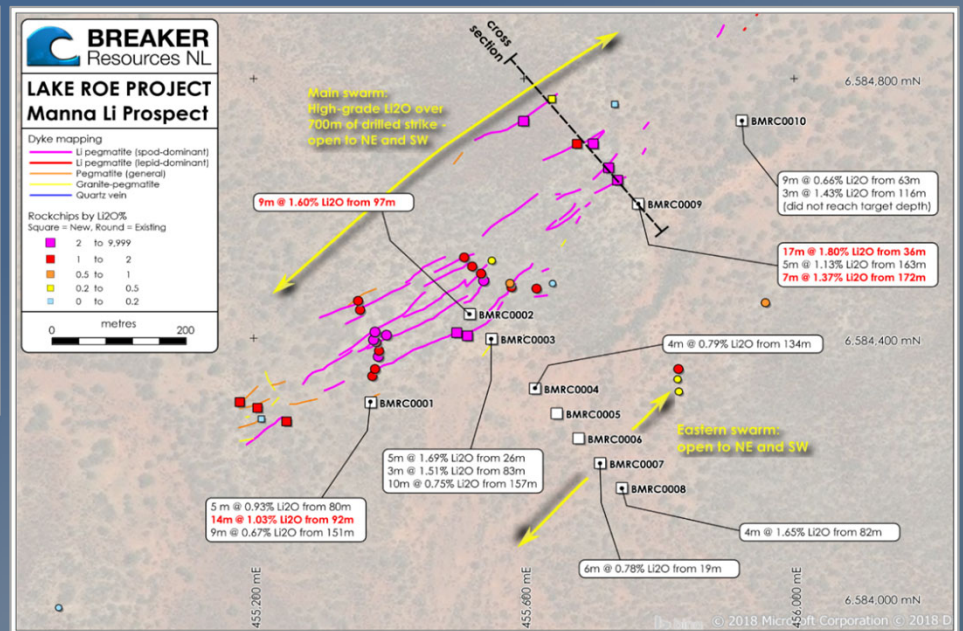 BREAKER
Resources NL
LAKE ROE PROJECT
Manna Li Prospect
Dyke mapping
Li pegmatite (spod-dominant)
Li pegmatite (lepid-dominant)
Pegmatite (general)
Granite-pegmatite
Quartz vein
Rockchips by Li2O%
Square = New, Round = Existing
2 to 9,999
1 to 2
0.5 to 1
0.2 to 0.5
0 to 0.2
metres
0 200
cross
section
Main swarm:
High-grade Li2O over
700m of drilled strike -
open to NE and SW
6,584,800 mN
BMRC0010
9m @ 0.66% Li2O from 63m
3m @ 1.43% Li2O from 116m
(did not reach target depth)
9m @ 1.60% Li2O from 97m
BMRC0009
17m @ 1.80% Li2O from 36m
5m @ 1.13% Li2O from 163m
7m @ 1.37% Li2O from 172m
BMRC0002
BMRC0003
4m @ 0.79% Li2O from 134m
6,584,400 mN
BMRC0004
BMRC0001
BMRC0005
Eastern swarm:
open to NE and SW
BMRC0006
5m @ 1.69% Li2O from 26m
3m @ 1.51% Li2O from 83m
10m @ 0.75% Li2O from 157m
BMRC0007
BMRC0008
5 m @ 0.93% Li2O from 80m
14m @ 1.03% Li2O from 92m
9m @ 0.67% Li2O from 151m
4m @ 1.65% Li2O from 82m
6m @ 0.78% Li2O from 19m
455,200 mE
455,600 mE
456,000 mE
6,584,000 mN
© 2018 Microsoft Corporation © 2018 D